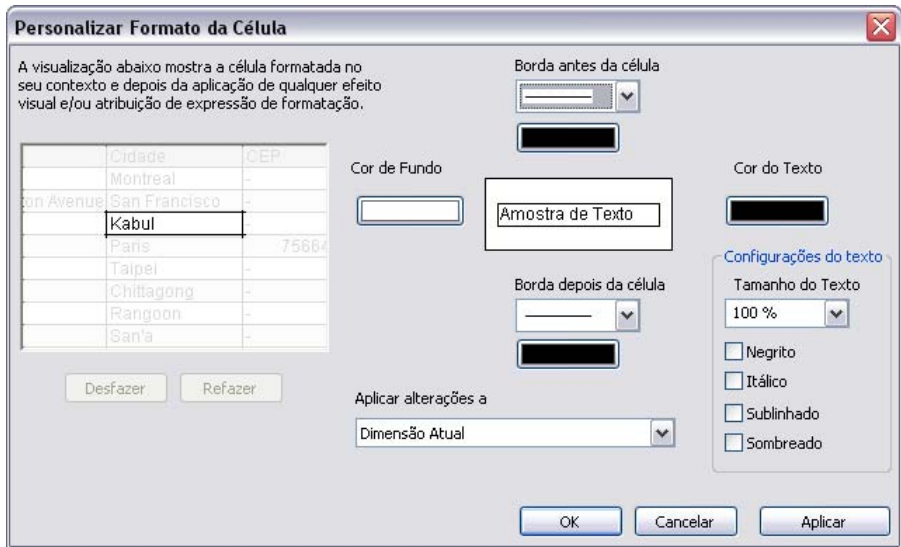 Personalizar Formato da Célula
A visualização abaixo mostra a célula formatada no
seu contexto e depois da aplicação de qualquer efeito
visual e/ou atribuição de expressão de formatação.
Cidade CEP
Montreal -
on Avenue San Francisco -
Kabul -
Paris 75664
Taipei -
Chittagong -
Rangoon -
San'a -
Desfazer
Refazer
Borda antes da célula
Cor de Fundo
Amostra de Texto
Cor do Texto
Borda depois da célula
Aplicar alterações a
Dimensão Atual
Configurações do texto
Tamanho do Texto
100 %
Negrito
Itálico
Sublinhado
Sombreado
OK
Cancelar
Aplicar